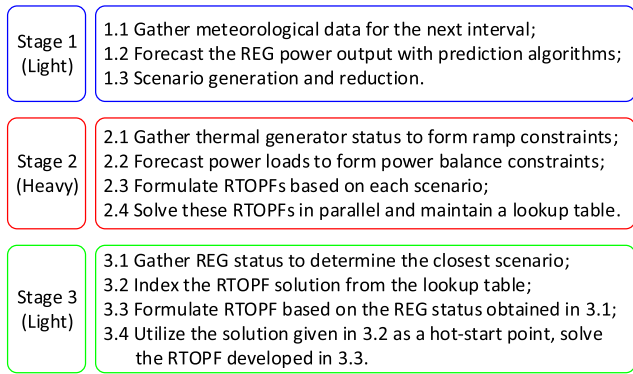 Stage 1
(Light)
1.1 Gather meteorological data for the next interval;
1.2 Forecast the REG power output with prediction algorithms;
1.3 Scenario generation and reduction.
Stage 2
(Heavy)
2.1 Gather thermal generator status to form ramp constraints;
2.2 Forecast power loads to form power balance constraints;
2.3 Formulate RTOPFs based on each scenario;
2.4 Solve these RTOPFs in parallel and maintain a lookup table.
Stage 3
(Light)
3.1 Gather REG status to determine the closest scenario;
3.2 Index the RTOPF solution from the lookup table;
3.3 Formulate RTOPF based on the REG status obtained in 3.1;
3.4 Utilize the solution given in 3.2 as a hot-start point, solve
the RTOPF developed in 3.3.